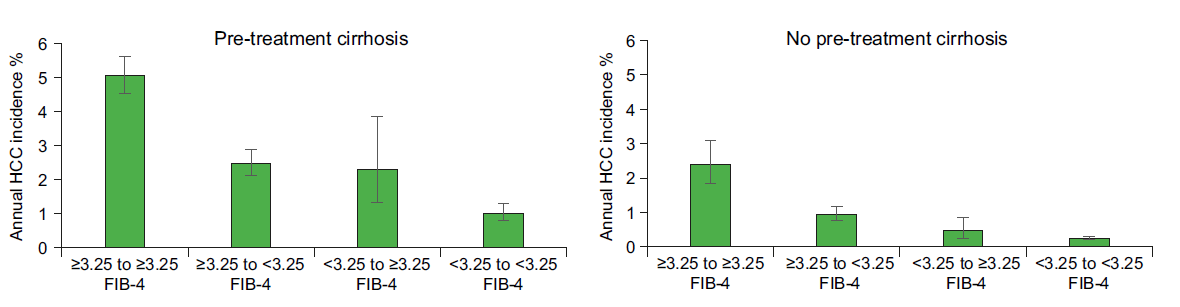 Pre-treatment cirrhosis
Annual HCC incidence %
6
5
4
3
2
1
0
≥3.25 to ≥3.25
FIB-4
≥3.25 to <3.25
FIB-4
<3.25 to ≥3.25
FIB-4
<3.25 to <3.25
FIB-4
No pre-treatment cirrhosis
Annual HCC incidence %
6
5
4
3
2
1
0
≥3.25 to ≥3.25
FIB-4
≥3.25 to <3.25
FIB-4
<3.25 to ≥3.25
FIB-4
<3.25 to <3.25
FIB-4